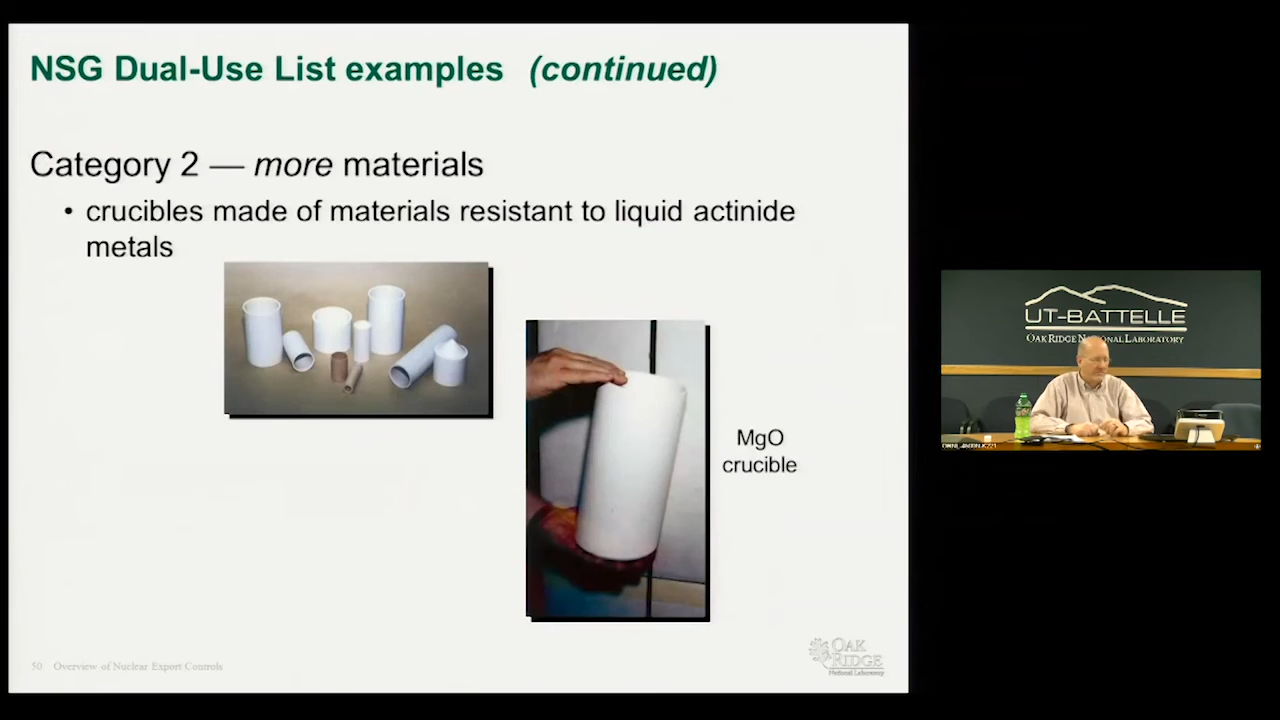 NSG Dual-Use List examples (continued)
Category 2 — more materials
• crucibles made of materials resistant to liquid actinide
metals
MgO
crucible
50 Overview of Nuclear Export Controls
OAK
RIDGE
National Laboratory
UT-BATTELLE
OAK RIDGE NATIONAL LABORATORY